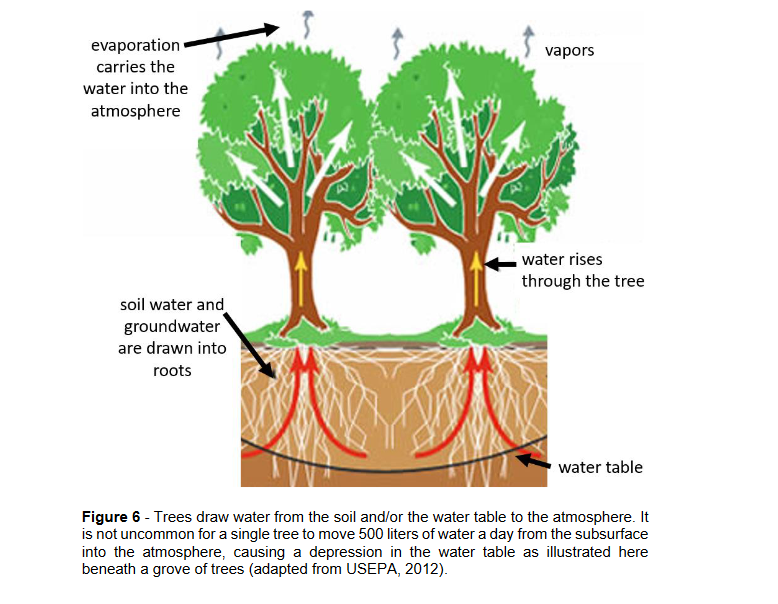 evaporation
carries the
water into the
atmosphere
vapors
water rises
through the tree
soil water and
groundwater
are drawn into
roots
water table
Figure 6 - Trees draw water from the soil and/or the water table to the atmosphere. It
is not uncommon for a single tree to move 500 liters of water a day from the subsurface
into the atmosphere, causing a depression in the water table as illustrated here
beneath a grove of trees (adapted from USEPA, 2012).